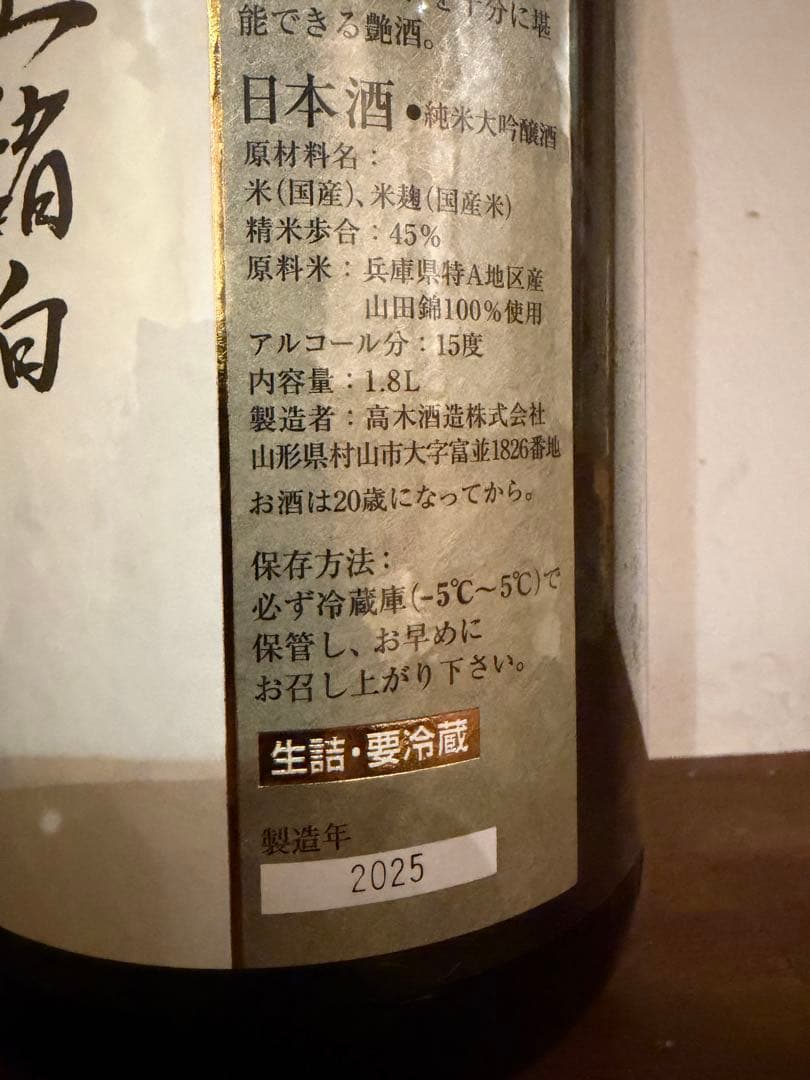 諸白
十分に堪
能できる艶酒。
日本酒・純米大吟醸酒
原材料名：
米(国産)、米麹(国産米)
精米歩合：45%
原料米：兵庫県特A地区産
山田錦100%使用
アルコール分：15度
内容量：1.8L
製造者：高木酒造株式会社
山形県村山市大字富並1826番地
お酒は20歳になってから。
保存方法：
必ず冷蔵庫(-5℃～5℃)で
保管し、お早めに
お召し上がり下さい。
生詰・要冷蔵
製造年
2025